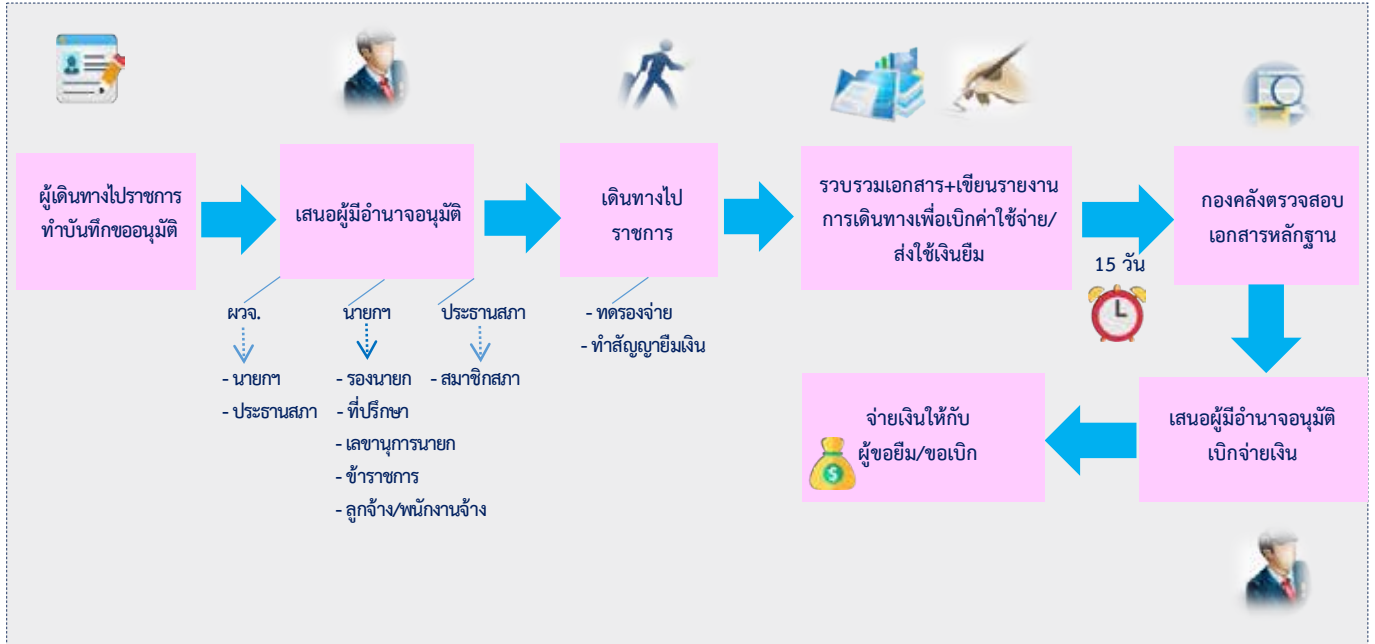 ผู้เดินทางไปราชการ
ทำบันทึกขออนุมัติ
เสนอผู้มีอำนาจอนุมัติ
เดินทางไป
ราชการ
รวบรวมเอกสาร+เขียนรายงาน
การเดินทางเพื่อเบิกค่าใช้จ่าย/
ส่งใช้เงินยืม
15 วัน
กองคลังตรวจสอบ
เอกสารหลักฐาน
ผวจ.
- นายกฯ
- ประธานสภา
นายกฯ
- รองนายก
- ที่ปรึกษา
- เลขานุการนายก
- ข้าราชการ
- ลูกจ้าง/พนักงานจ้าง
ประธานสภา
- สมาชิกสภา
- ทดรองจ่าย
- ทำสัญญายืมเงิน
เสนอผู้มีอำนาจอนุมัติ
เบิกจ่ายเงิน
จ่ายเงินให้กับ
ผู้ขอยืม/ขอเบิก